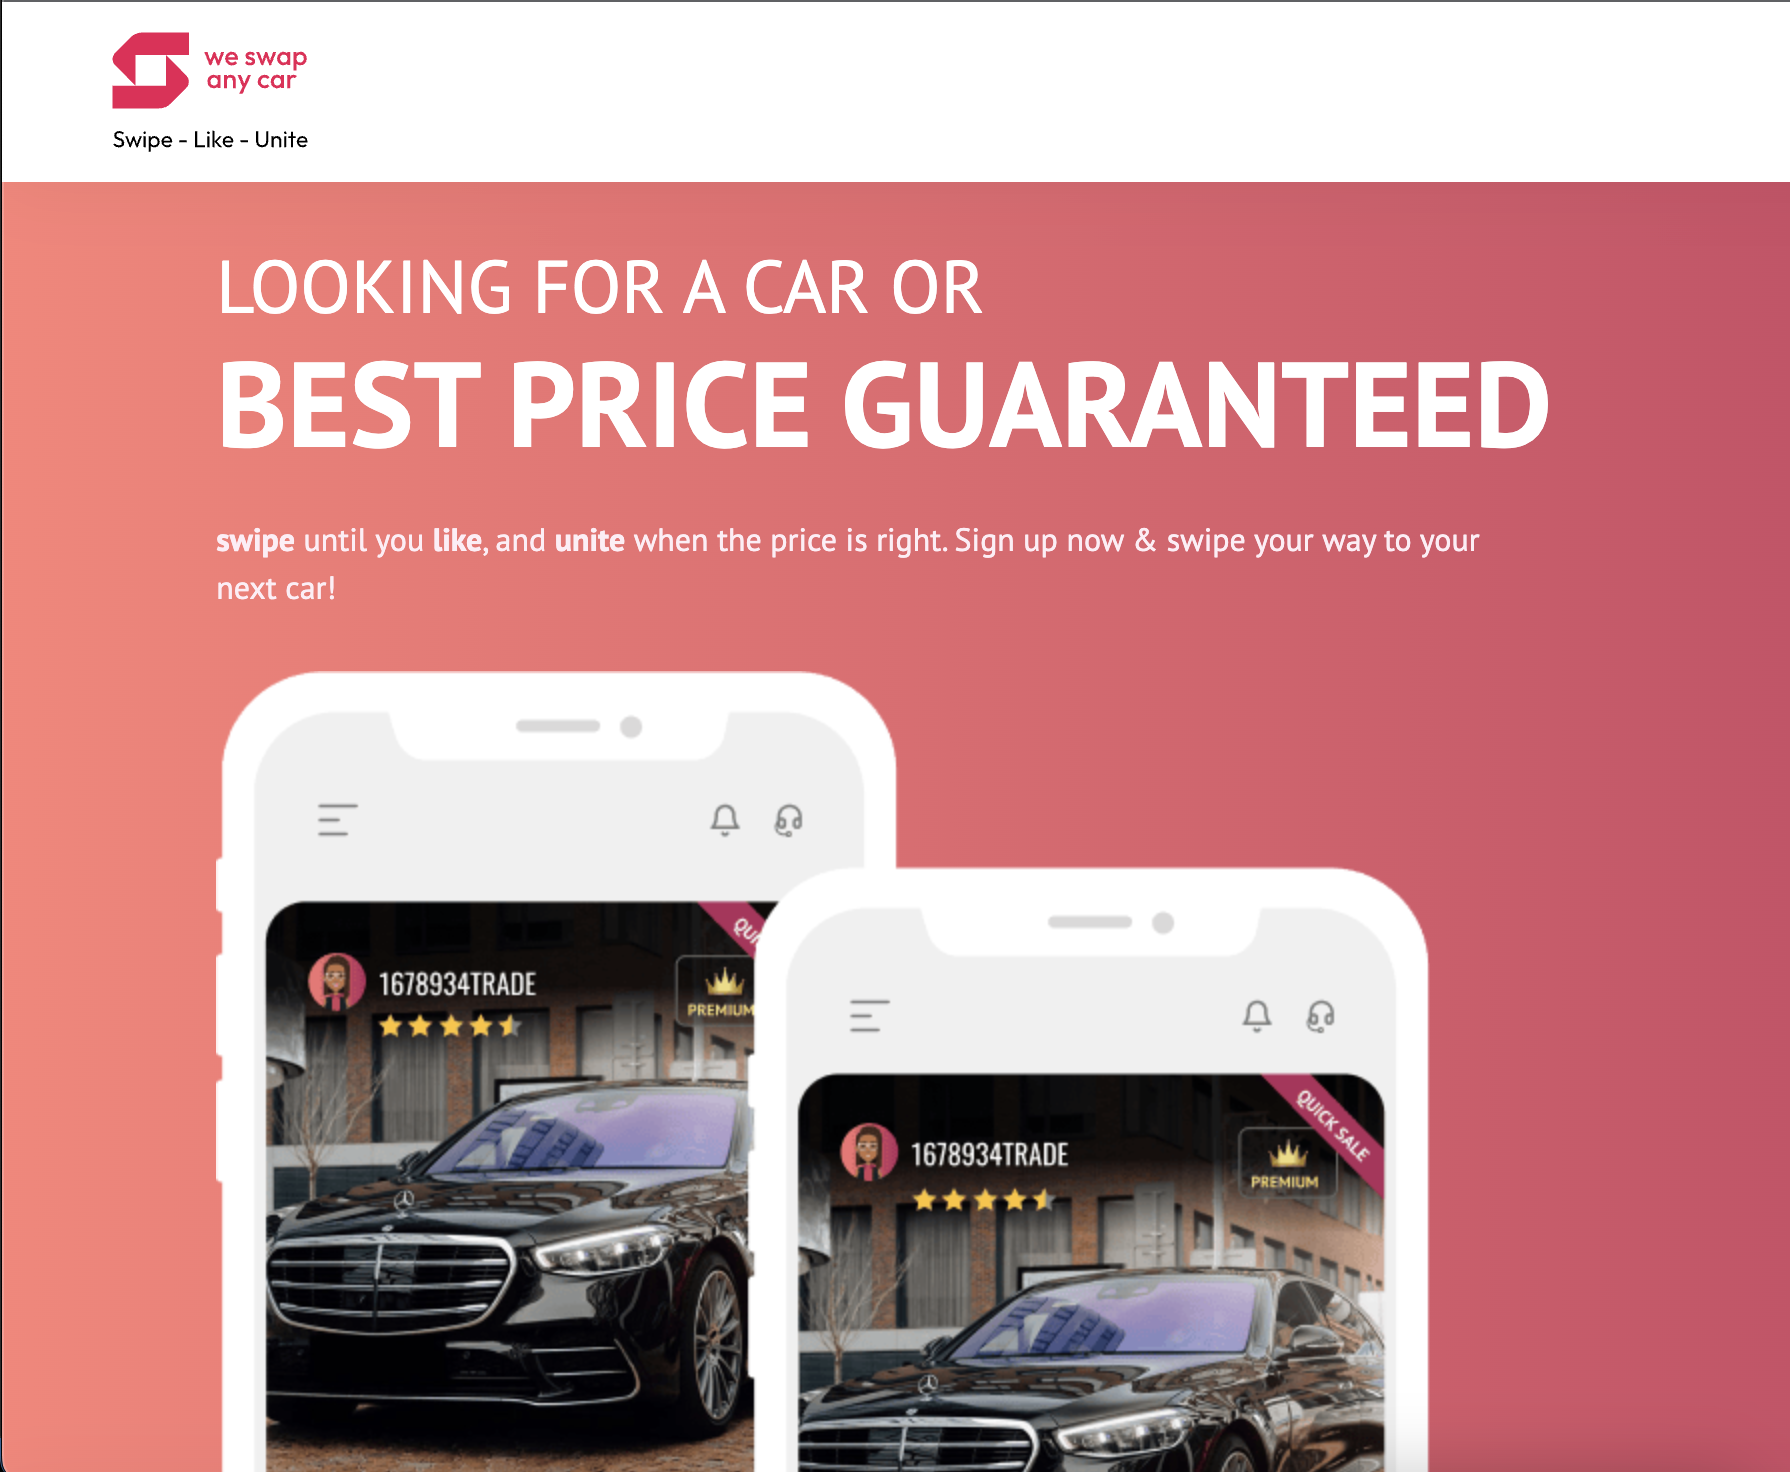 we swap
any car
Swipe - Like - Unite
LOOKING FOR A CAR OR
BEST PRICE GUARANTEED
swipe until you like, and unite when the price is right. Sign up now & swipe your way to your
next car!
1678934TRADE
PREMIUM
1678934TRADE
QUICK SALE
PREMIUM